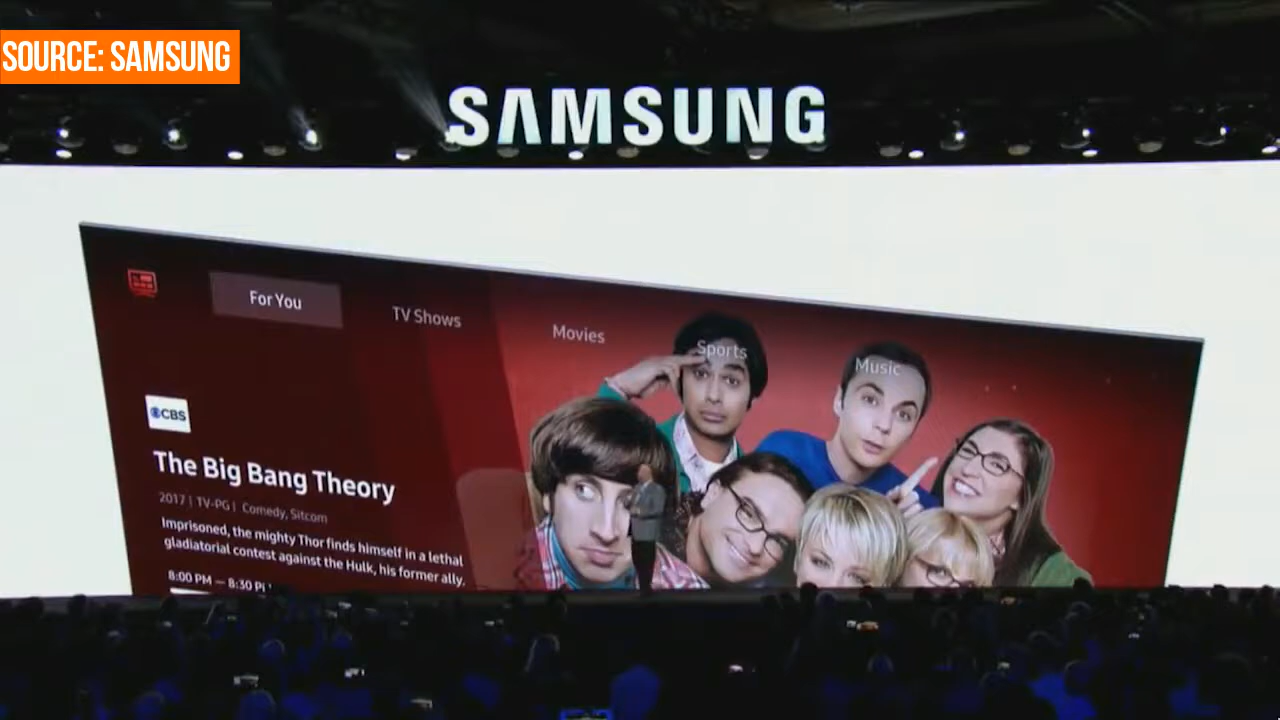 SOURCE: SAMSUNG
SAMSUNG
For You
TV Shows
Movies
Sports
Music
CBS
The Big Bang Theory
2017 | TV-PG | Comedy, Sitcom
Imprisoned, the mighty Thor finds himself in a lethal
gladiatorial contest against the Hulk, his former ally.
8:00 PM — 8:30 P